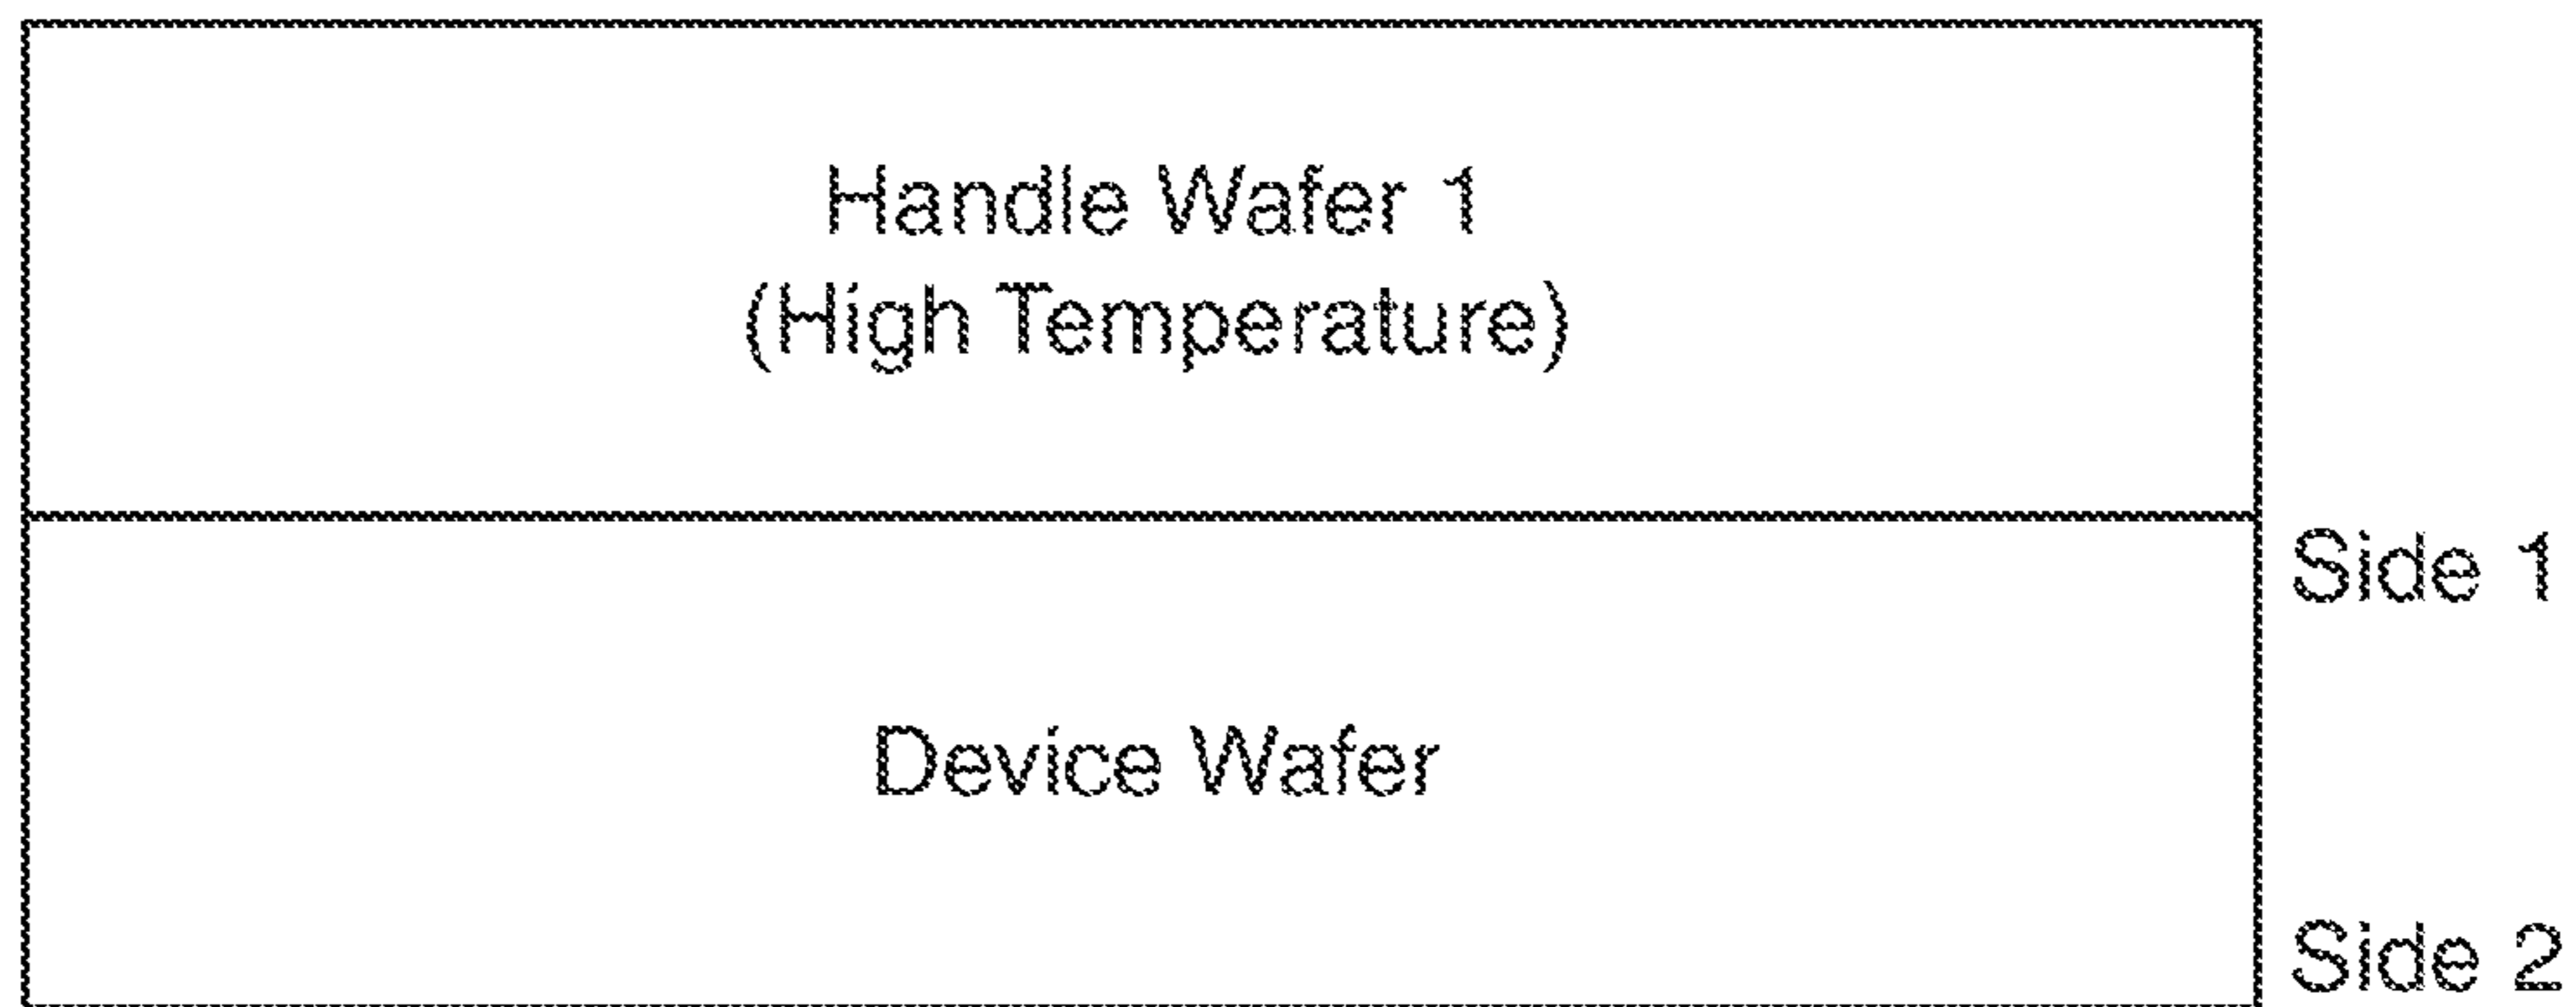 Handle Wafer 1
(High Temperature)
Side 1
Device Wafer
Side 2